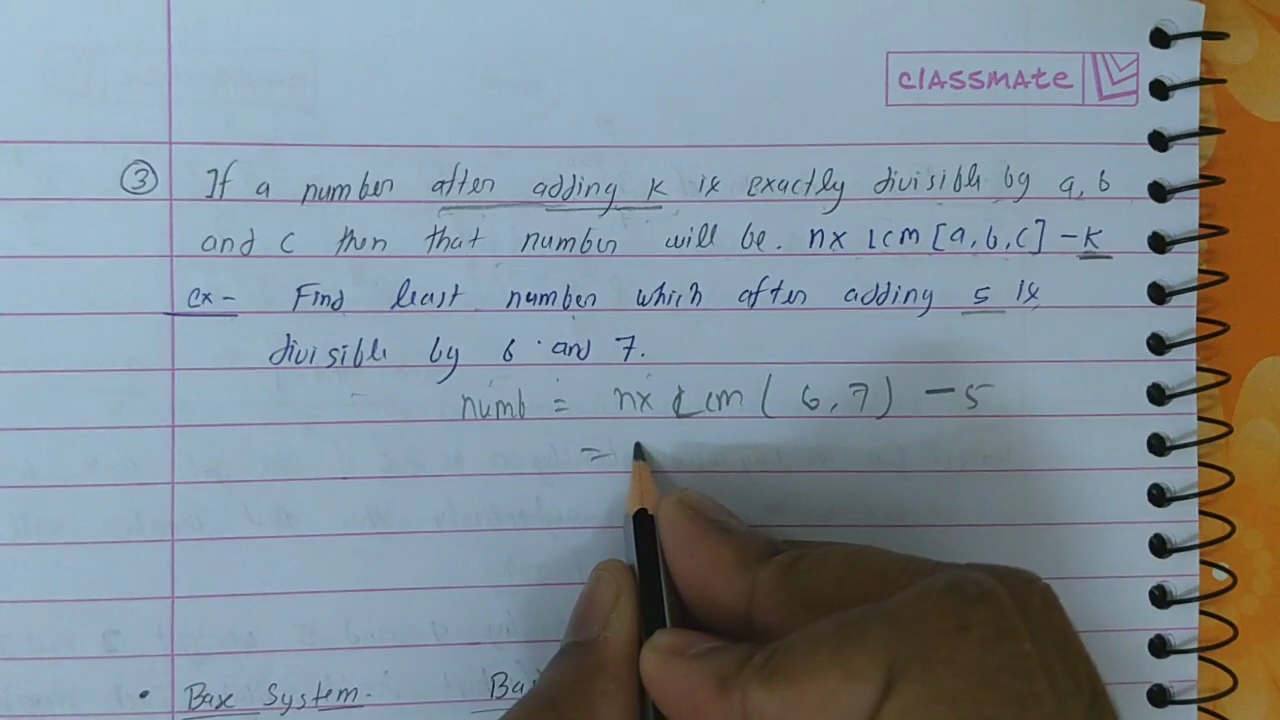 CLASSMATE
③ If a number after adding k is exactly divisible by a, b
and c then that number will be. nx LCM [a, b, c] - k
Ex- Find least number which after adding 5 is
divisible by 6 and 7.
numb = nx LCM ( 6, 7) - 5
=
• Base System.